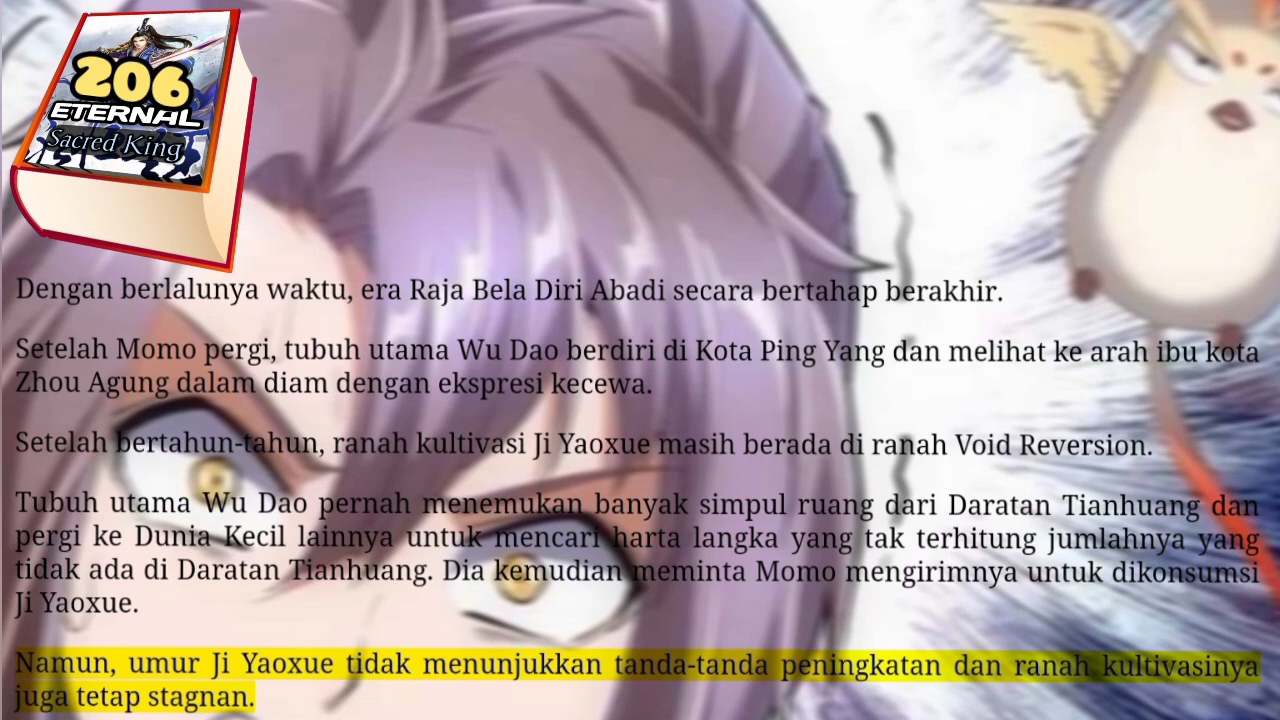 206
ETERNAL
Sacred King
Dengan berlalunya waktu, era Raja Bela Diri Abadi secara bertahap berakhir.
Setelah Momo pergi, tubuh utama Wu Dao berdiri di Kota Ping Yang dan melihat ke arah ibu kota
Zhou Agung dalam diam dengan ekspresi kecewa.
Setelah bertahun-tahun, ranah kultivasi Ji Yaoxue masih berada di ranah Void Reversion.
Tubuh utama Wu Dao pernah menemukan banyak simpul ruang dari Daratan Tianhuang dan
pergi ke Dunia Kecil lainnya untuk mencari harta langka yang tak terhitung jumlahnya yang
tidak ada di Daratan Tianhuang. Dia kemudian meminta Momo mengirimnya untuk dikonsumsi
Ji Yaoxue.
Namun, umur Ji Yaoxue tidak menunjukkan tanda-tanda peningkatan dan ranah kultivasinya
juga tetap stagnan.